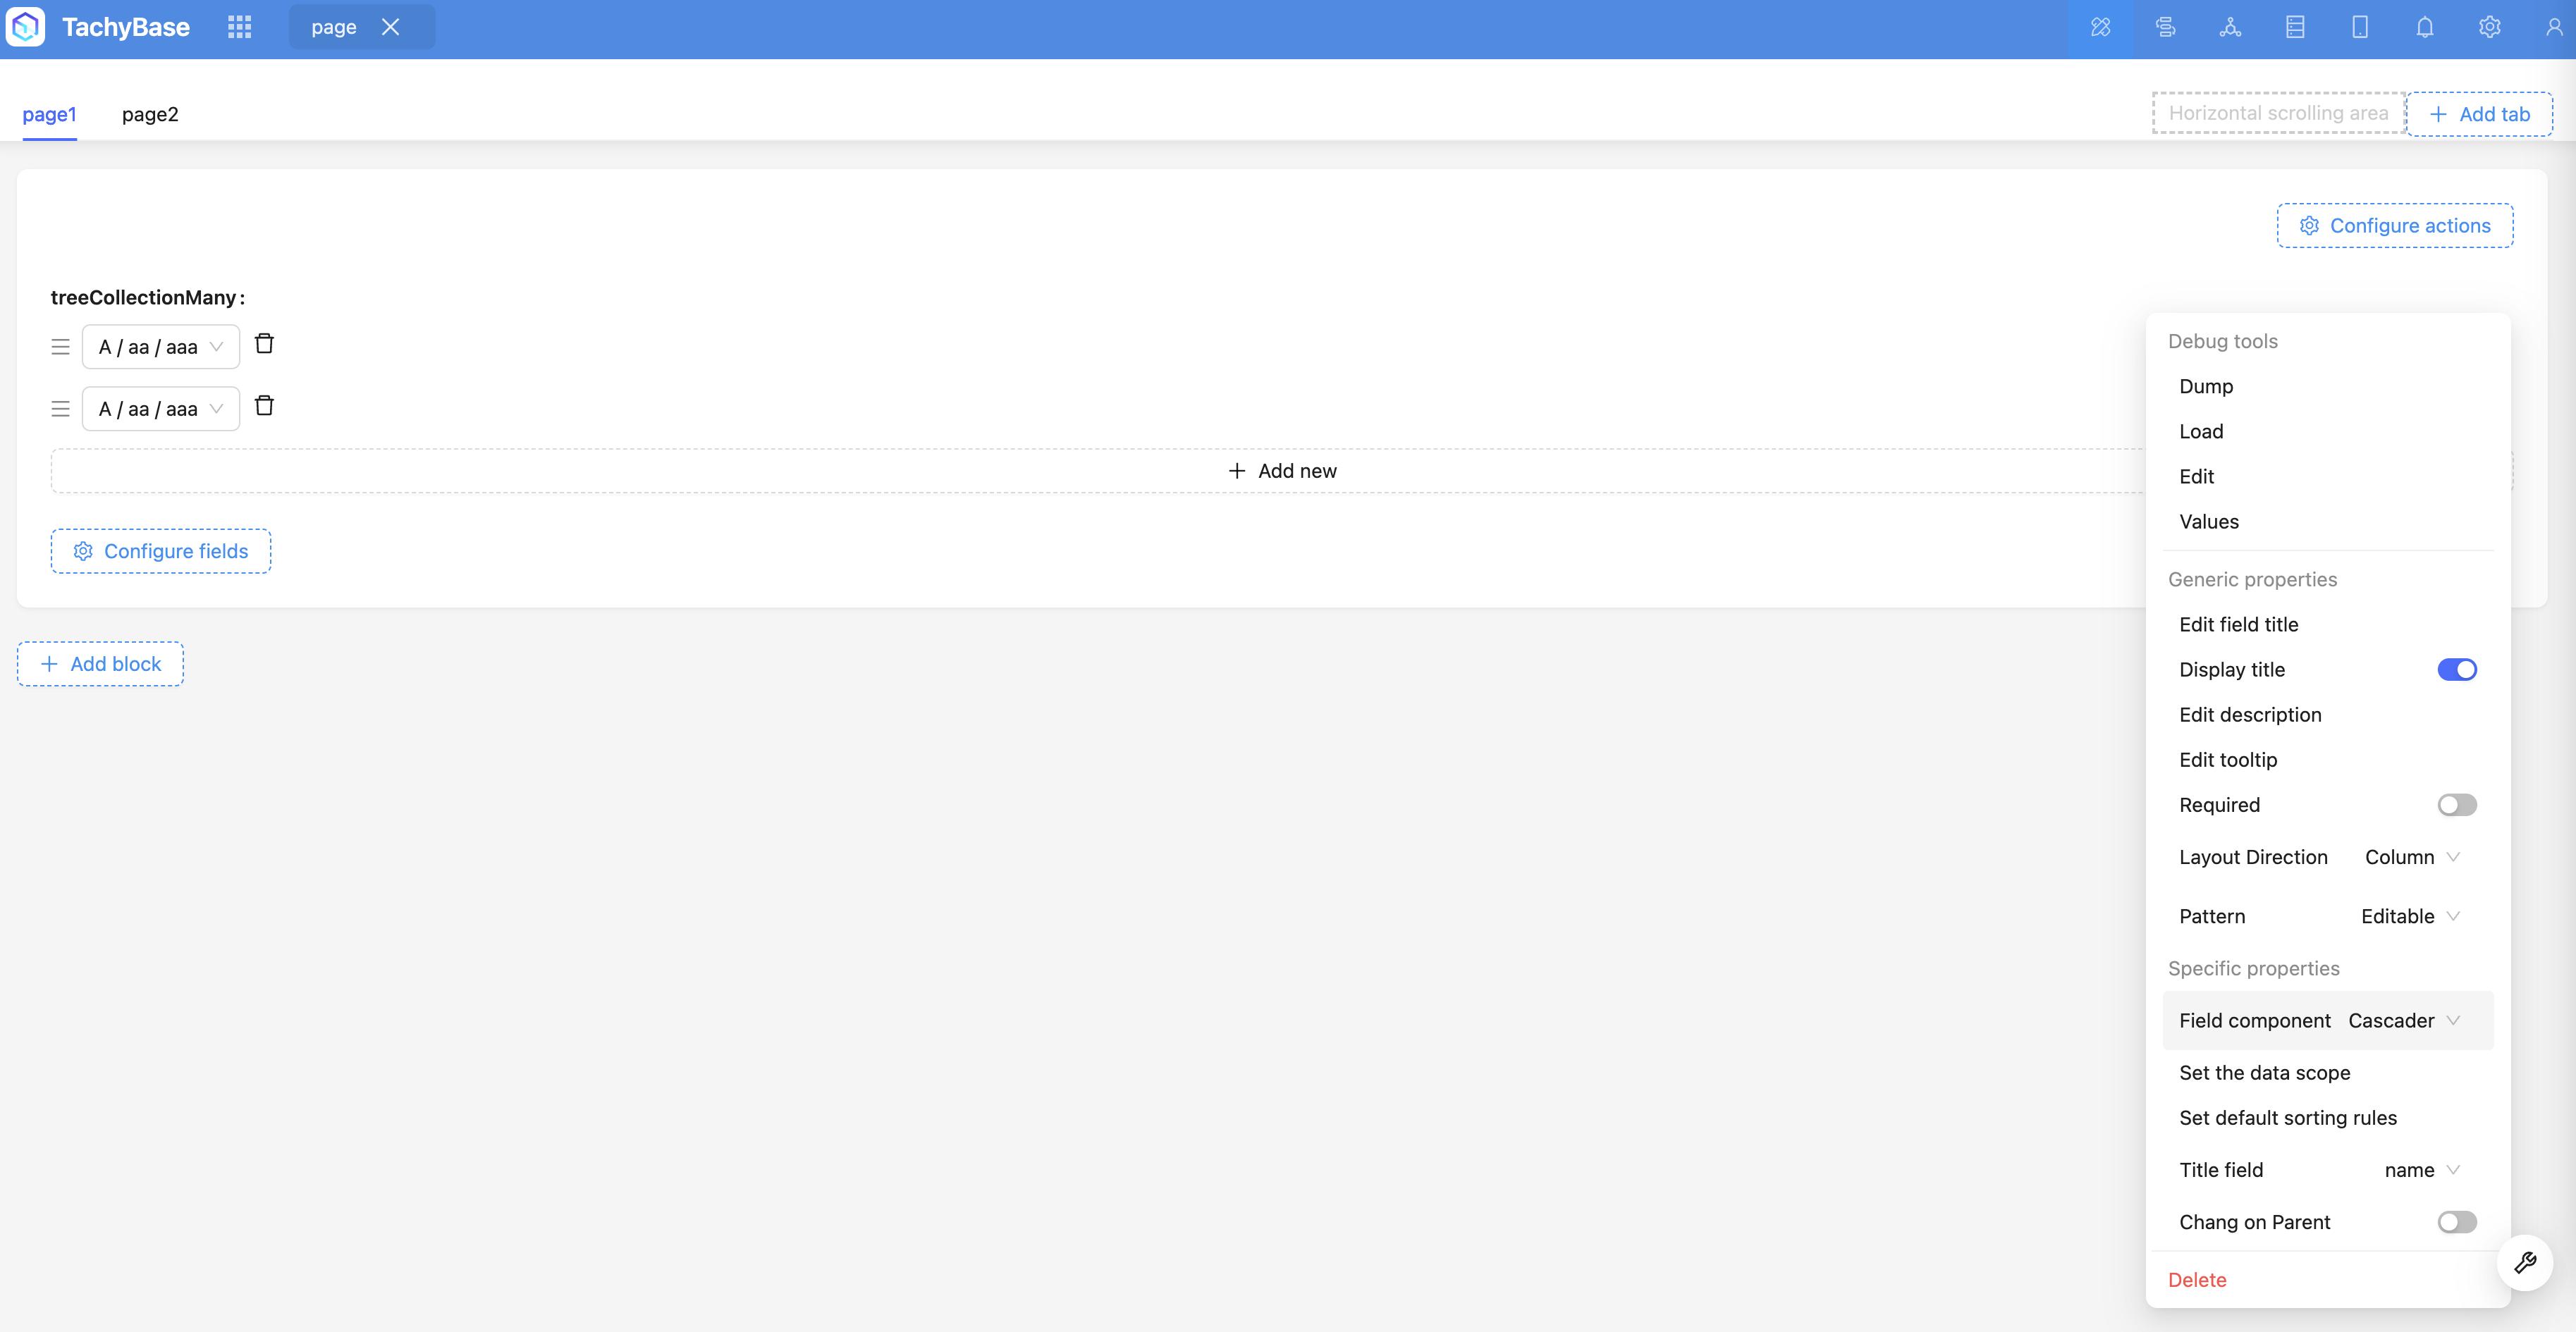 TachyBase
page
page1
page2
Horizontal scrolling area
Add tab
Configure actions
treeCollectionMany:
A / aa / aaa
A / aa / aaa
Add new
Configure fields
Add block
Debug tools
Dump
Load
Edit
Values
Generic properties
Edit field title
Display title
Edit description
Edit tooltip
Required
Layout Direction Column
Pattern Editable
Specific properties
Field component Cascader
Set the data scope
Set default sorting rules
Title field name
Chang on Parent
Delete